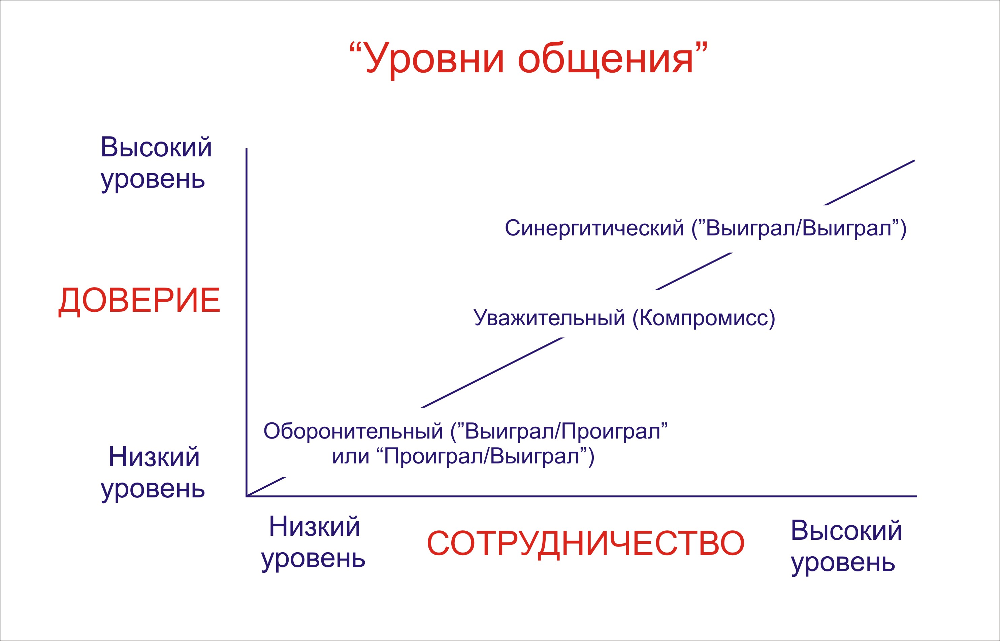 “Уровни общения”
Высокий
уровень
Синергитический (”Выиграл/Выиграл”)
ДОВЕРИЕ
Уважительный (Компромисс)
Оборонительный (”Выиграл/Проиграл”
или “Проиграл/Выиграл”)
Низкий
уровень
Низкий
уровень
СОТРУДНИЧЕСТВО
Высокий
уровень